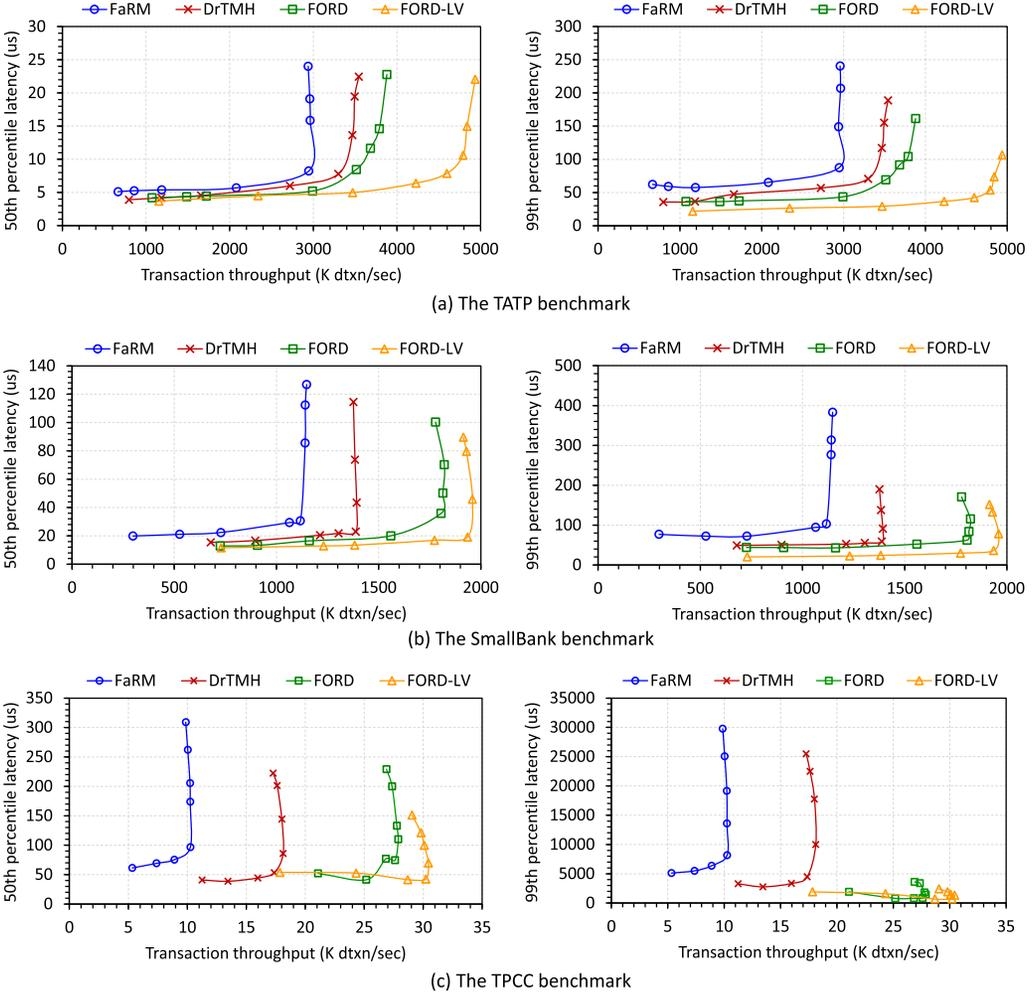 FaRM DrTMH FORD FORD-LV
50th percentile latency (us)
30
25
20
15
10
5
0
0 1000 2000 3000 4000 5000
Transaction throughput (K dtxn/sec)
FaRM DrTMH FORD FORD-LV
99th percentile latency (us)
300
250
200
150
100
50
0
0 1000 2000 3000 4000 5000
Transaction throughput (K dtxn/sec)
(a) The TATP benchmark
FaRM DrTMH FORD FORD-LV
50th percentile latency (us)
140
120
100
80
60
40
20
0
0 500 1000 1500 2000
Transaction throughput (K dtxn/sec)
FaRM DrTMH FORD FORD-LV
99th percentile latency (us)
500
400
300
200
100
0
0 500 1000 1500 2000
Transaction throughput (K dtxn/sec)
(b) The SmallBank benchmark
FaRM DrTMH FORD FORD-LV
50th percentile latency (us)
350
300
250
200
150
100
50
0
0 5 10 15 20 25 30 35
Transaction throughput (K dtxn/sec)
FaRM DrTMH FORD FORD-LV
99th percentile latency (us)
35000
30000
25000
20000
15000
10000
5000
0
0 5 10 15 20 25 30 35
Transaction throughput (K dtxn/sec)
(c) The TPCC benchmark